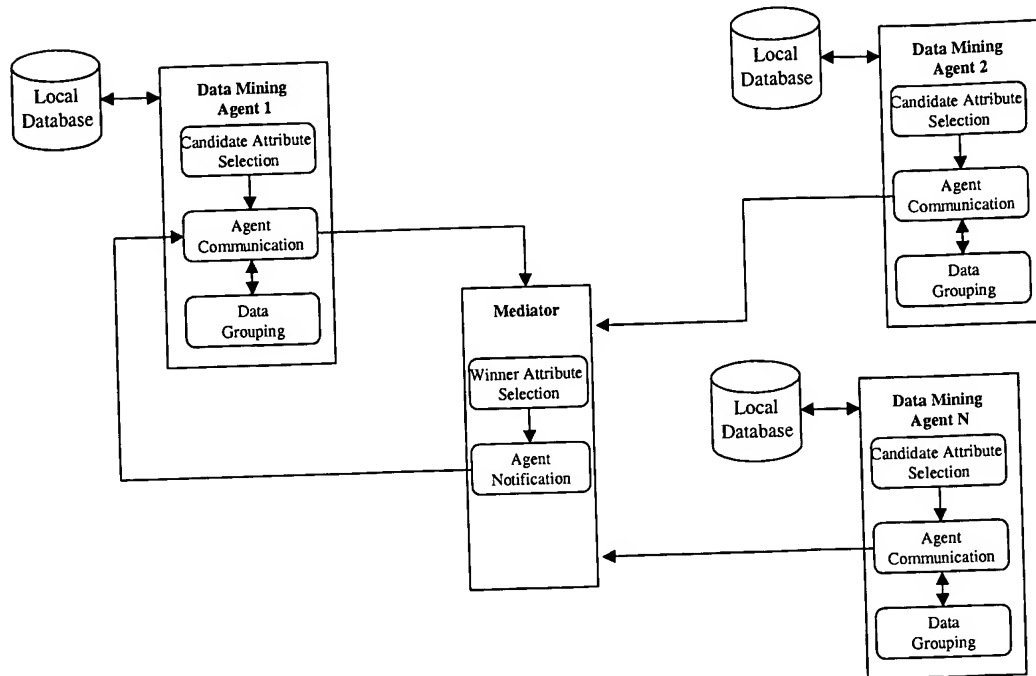 Local
Database
Data Mining
Agent 1
Candidate Attribute
Selection
Agent
Communication
Data
Grouping
Local
Database
Data Mining
Agent 2
Candidate Attribute
Selection
Agent
Communication
Data
Grouping
Mediator
Winner Attribute
Selection
Agent
Notification
Local
Database
Data Mining
Agent N
Candidate Attribute
Selection
Agent
Communication
Data
Grouping